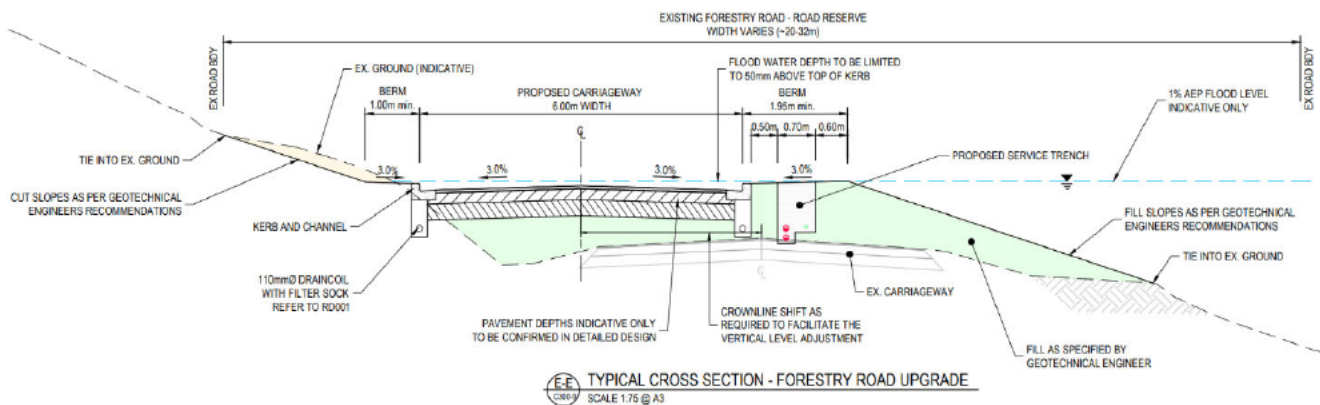 EXISTING FORESTRY ROAD - ROAD RESERVE
WIDTH VARIES (~20-32m)
EX ROAD BDY
EX ROAD BDY
EX. GROUND (INDICATIVE)
FLOOD WATER DEPTH TO BE LIMITED
TO 50mm ABOVE TOP OF KERB
BERM
1.00m min.
PROPOSED CARRIAGEWAY
6.00m WIDTH
BERM
1.95m min.
1% AEP FLOOD LEVEL
INDICATIVE ONLY
0.50m
0.70m
0.60m
TIE INTO EX. GROUND
PROPOSED SERVICE TRENCH
3.0%
3.0%
3.0%
3.0%
CUT SLOPES AS PER GEOTECHNICAL
ENGINEERS RECOMMENDATIONS
KERB AND CHANNEL
FILL SLOPES AS PER GEOTECHNICAL
ENGINEERS RECOMMENDATIONS
TIE INTO EX. GROUND
110mmØ DRAINCOIL
WITH FILTER SOCK
REFER TO RD001
EX. CARRIAGEWAY
PAVEMENT DEPTHS INDICATIVE ONLY
TO BE CONFIRMED IN DETAILED DESIGN
CROWNLINE SHIFT AS
REQUIRED TO FACILITATE THE
VERTICAL LEVEL ADJUSTMENT
FILL AS SPECIFIED BY
GEOTECHNICAL ENGINEER
E-E
TYPICAL CROSS SECTION - FORESTRY ROAD UPGRADE
SCALE 1:75 @ A3